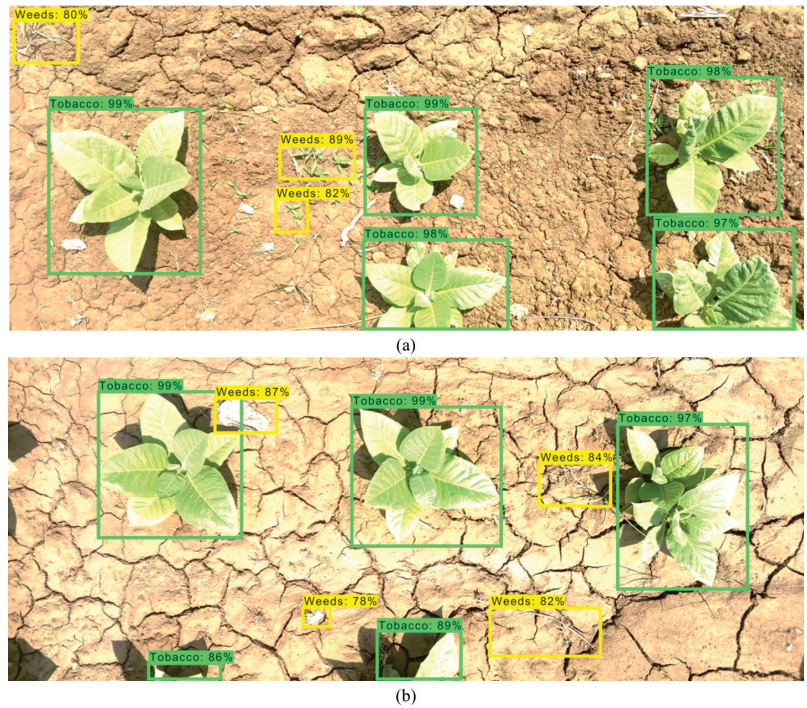 Weeds: 80%
Tobacco: 99%
Tobacco: 99%
Tobacco: 98%
Weeds: 89%
Weeds: 82%
Tobacco: 98%
Tobacco: 97%
(a)
Tobacco: 99%
Weeds: 87%
Tobacco: 99%
Tobacco: 97%
Weeds: 84%
Weeds: 78%
Weeds: 82%
Tobacco: 89%
Tobacco: 86%
(b)